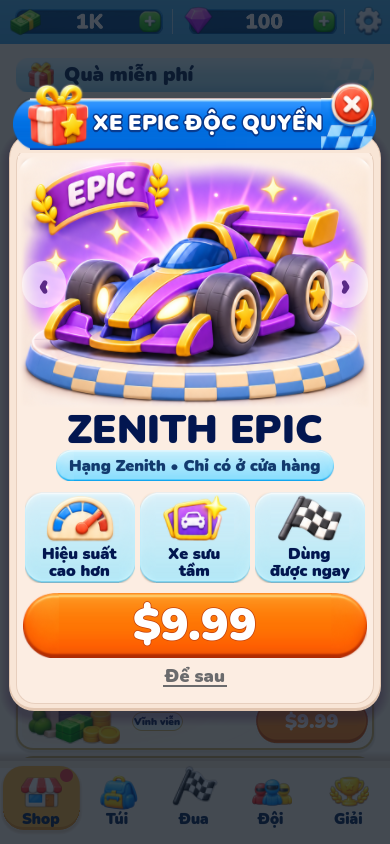 1K
100
Quà miễn phí
XE EPIC ĐỘC QUYỀN
EPIC
ZENITH EPIC
Hạng Zenith • Chỉ có ở cửa hàng
Hiệu suất
cao hơn
Xe sưu
tầm
Dùng
được ngay
$9.99
Để sau
Vĩnh viễn
$9.99
Shop
Túi
Đua
Đội
Giải